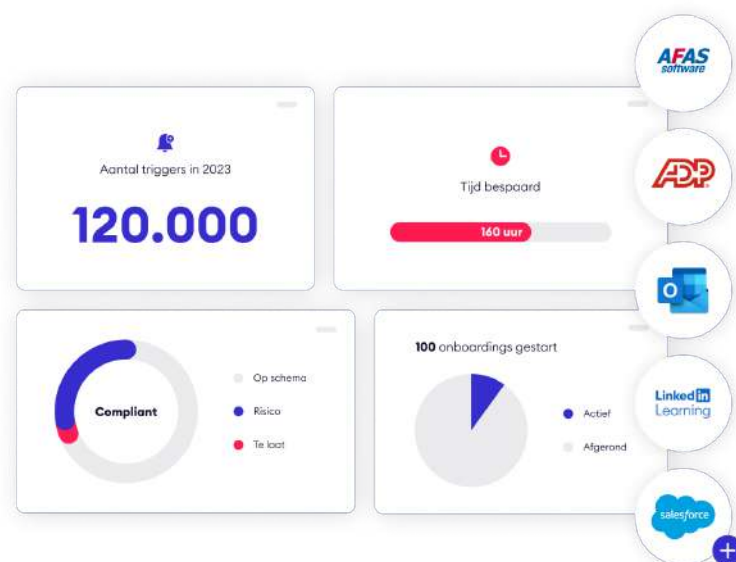 AFAS
software
Aantal triggers in 2023
120.000
Tijd bespaard
160 uur
ADP
O
Compliant
Op schema
Risico
Te laat
100 onboardings gestart
Actief
Afgerond
Linked in
Learning
salesforce